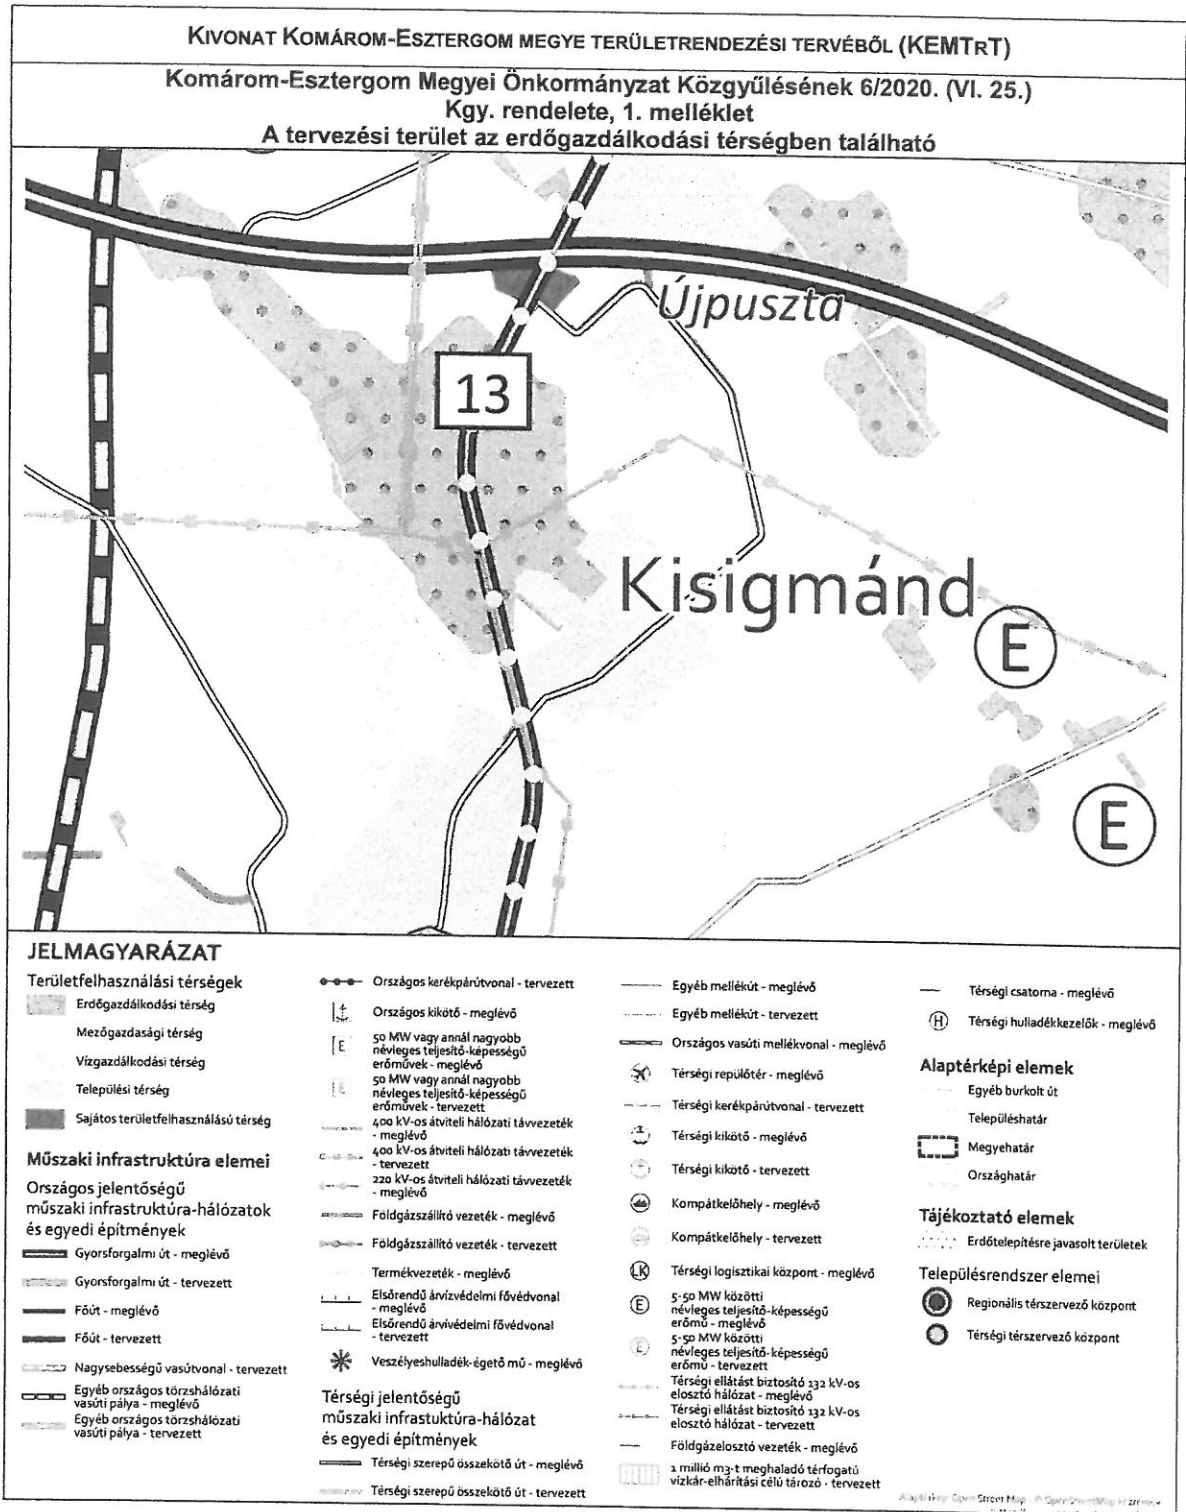 KIVONAT KOMÁROM-ESZTERGOM MEGYE TERÜLETRENDEZÉSI TERVÉBŐL (KEMTRT)
Komárom-Esztergom Megyei Önkormányzat Közgyűlésének 6/2020. (VI. 25.)
Kgy. rendelete, 1. melléklet
A tervezési terület az erdőgazdálkodási térségben található
Újpuszta
13
Kisigmánd
E
E
JELMAGYARÁZAT
Területfelhasználási térségek
Erdőgazdálkodási térség
Mezőgazdasági térség
Vízgazdálkodási térség
Települési térség
Sajátos területfelhasználású térség
Műszaki infrastruktúra elemei
Országos jelentőségű
műszaki infrastruktúra-hálózatok
és egyedi építmények
Gyorsforgalmi út - meglévő
Gyorsforgalmi út - tervezett
Főút - meglévő
Főút - tervezett
Nagysebességű vasútvonal - tervezett
Egyéb országos törzshálózati
vasúti pálya - meglévő
Egyéb országos törzshálózati
vasúti pálya - tervezett
Országos kerékpárútvonal - tervezett
Országos kikötő - meglévő
E
50 MW vagy annál nagyobb
névleges teljesítő-képességű
erőművek - meglévő
E
50 MW vagy annál nagyobb
névleges teljesítő-képességű
erőművek - tervezett
400 kV-os átviteli hálózati távvezeték
- meglévő
400 kV-os átviteli hálózati távvezeték
- tervezett
220 kV-os átviteli hálózati távvezeték
- meglévő
Földgázszállító vezeték - meglévő
Földgázszállító vezeték - tervezett
Termékvezeték - meglévő
Elsőrendű árvízvédelmi fővédvonal
- meglévő
Elsőrendű árvívédelmi fővédvonal
- tervezett
Veszélyeshulladék-égető mű - meglévő
Térségi jelentőségű
műszaki infrastuktúra-hálózat
és egyedi építmények
Térségi szerepű összekötő út - meglévő
Térségi szerepű összekötő út - tervezett
Egyéb mellékút - meglévő
Egyéb mellékút - tervezett
Országos vasúti mellékvonal - meglévő
Térségi repülőtér - meglévő
Térségi kerékpárútvonal - tervezett
Térségi kikötő - meglévő
Térségi kikötő - tervezett
Kompátkelőhely - meglévő
Kompátkelőhely - tervezett
LK Térségi logisztikai központ - meglévő
E
5-50 MW közötti
névleges teljesítő-képességű
erőmű - meglévő
E
5-50 MW közötti
névleges teljesítő-képességű
erőmű - tervezett
Térségi ellátást biztosító 132 kV-os
elosztó hálózat - meglévő
Térségi ellátást biztosító 132 kV-os
elosztó hálózat - tervezett
Földgázelosztó vezeték - meglévő
1 millió m3-t meghaladó térfogatú
vízkár-elhárítási célú tározó - tervezett
Térségi csatorna - meglévő
H Térségi hulladékkezelők - meglévő
Alaptérképi elemek
Egyéb burkolt út
Településhatár
Megyehatár
Országhatár
Tájékoztató elemek
Erdőtelepítésre javasolt területek
Településrendszer elemei
Regionális térszervező központ
Térségi térszervező központ
Open Street Map